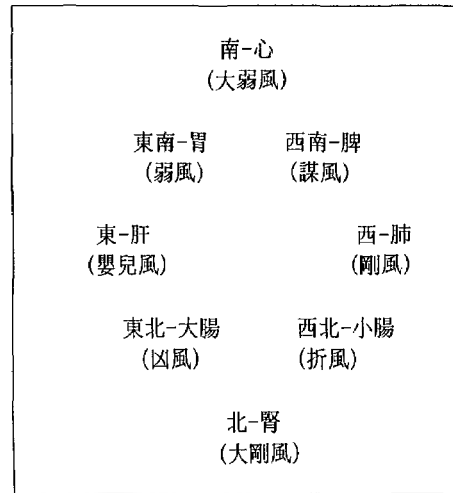 南-心
(大弱風)
東南-胃 西南-脾
(弱風) (謀風)
東-肝 西-肺
(嬰兒風) (剛風)
東北-大腸 西北-小腸
(凶風) (折風)
北-腎
(大剛風)